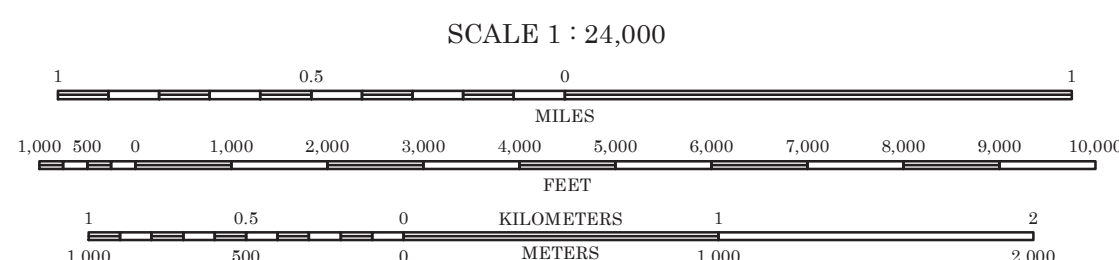 SCALE 1 : 24,000
1 0.5 0 1
MILES
1,000 500 0 1,000 2,000 3,000 4,000 5,000 6,000 7,000 8,000 9,000 10,000
FEET
1 0.5 0 KILOMETERS 1 2
1,000 500 0 METERS 1,000 2,000